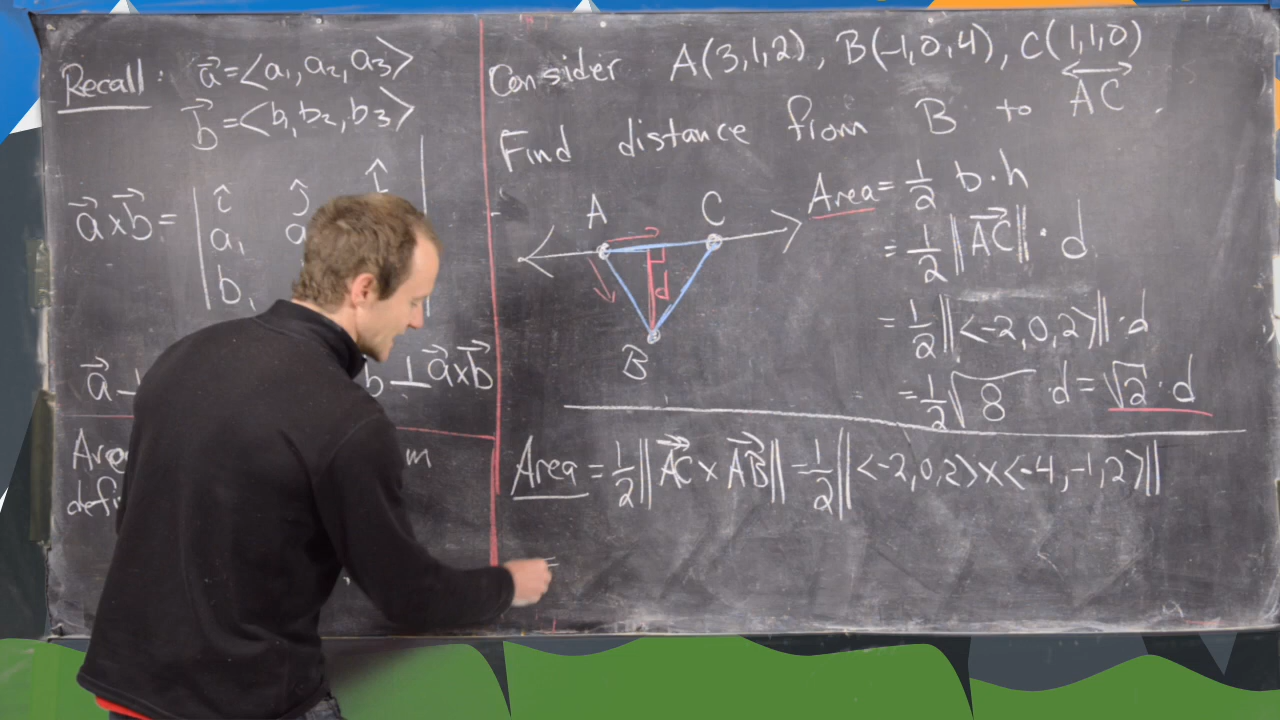 Recall: a⃗=<a₁,a₂,a₃>
b⃗=<b₁,b₂,b₃>
a⃗×b⃗=
î ĵ
a₁ a
b₁
a⃗ ⊥ b⊥a⃗×b⃗
Area m
defi
Consider A(3,1,2), B(-1,0,4), C(1,1,0)
Find distance from B to AC.
A C
d
B
Area=½ b·h
=½‖AC‖·d
=½‖<-2,0,2>‖·d
=½√8·d=√2·d
Area=½‖AC×AB‖=½‖<-2,0,2>×<-4,-1,2>‖
=